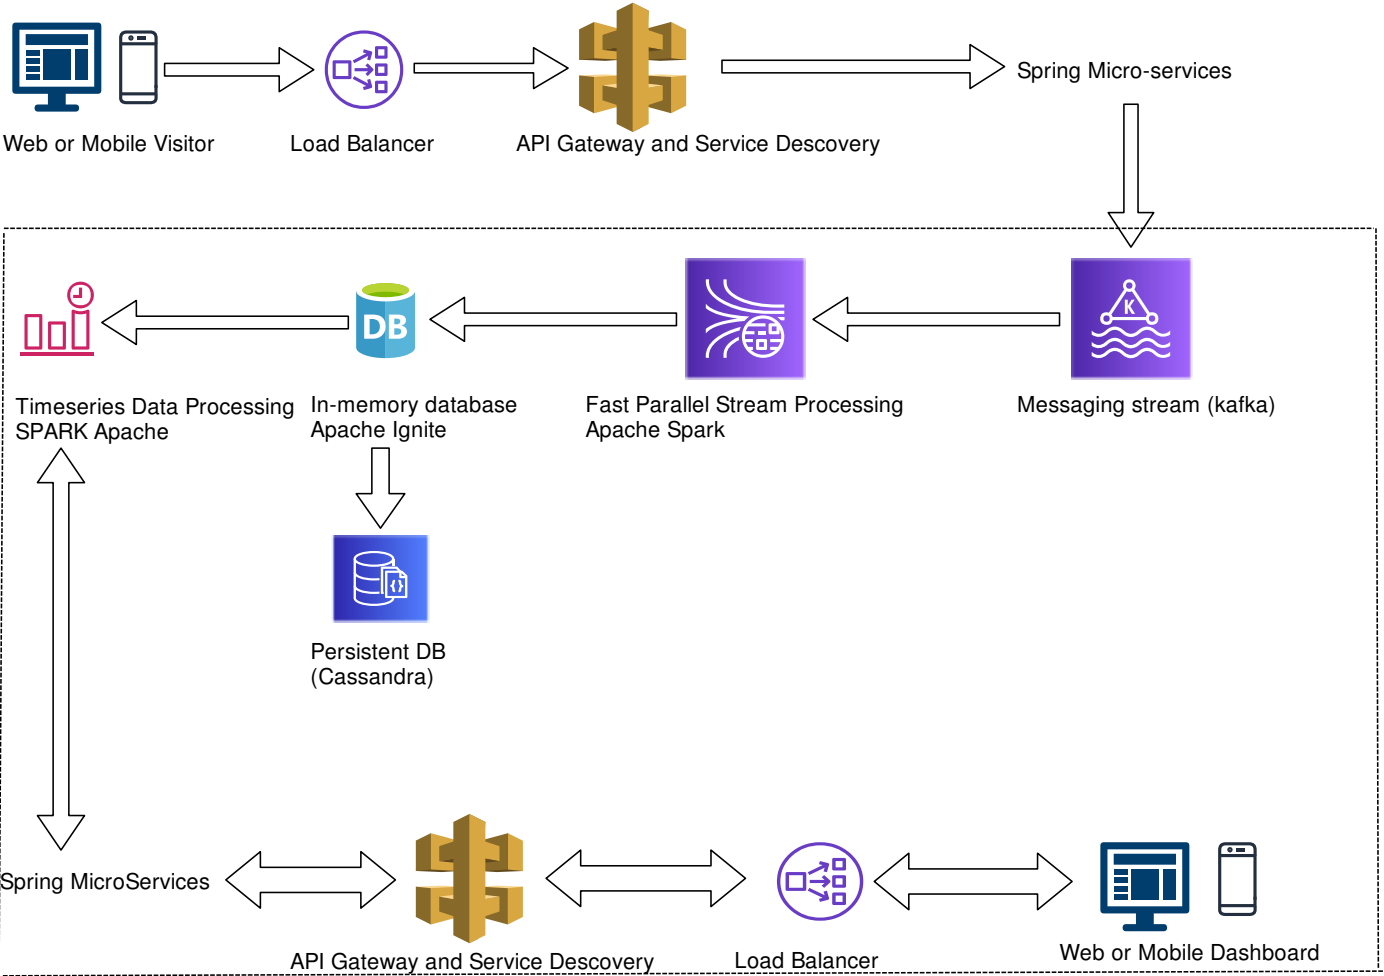 Web or Mobile Visitor
Load Balancer
API Gateway and Service Descovery
Spring Micro-services
DB
K
Timeseries Data Processing
SPARK Apache
In-memory database
Apache Ignite
Fast Parallel Stream Processing
Apache Spark
Messaging stream (kafka)
{}
Persistent DB
(Cassandra)
Spring MicroServices
API Gateway and Service Descovery
Load Balancer
Web or Mobile Dashboard